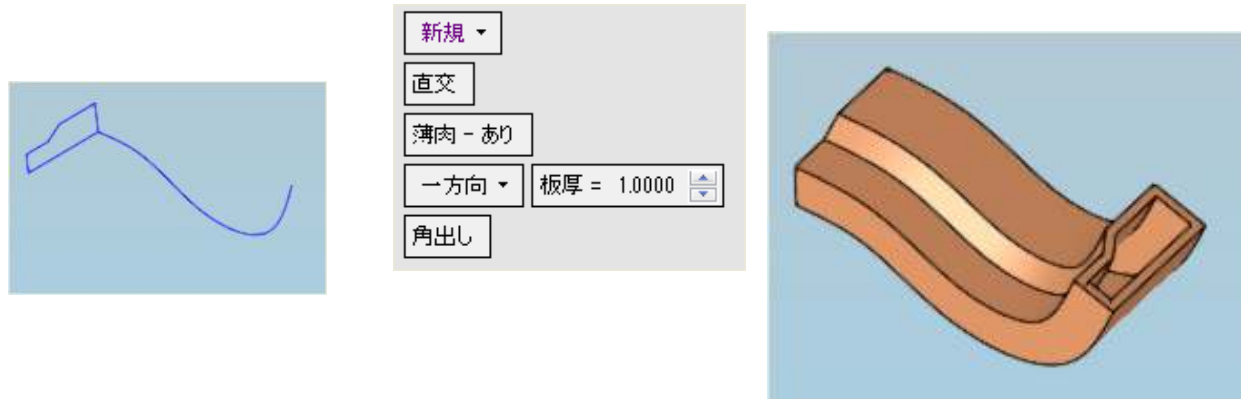 新規
直交
薄肉 - あり
一方向 板厚 = 1.0000
角出し